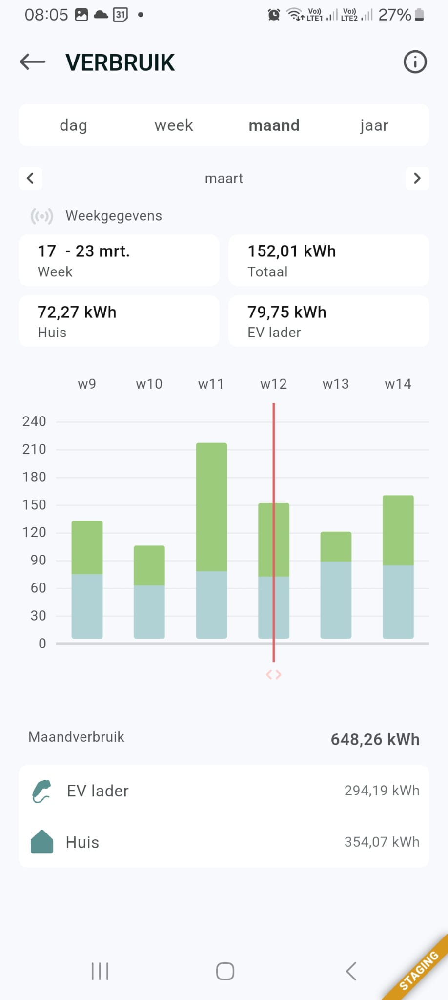 08:05 31 Vo)) LTE1 Vo)) LTE2 27%
VERBRUIK
dag week maand jaar
maart
Weekgegevens
17 - 23 mrt. 152,01 kWh
Week Totaal
72,27 kWh 79,75 kWh
Huis EV lader
w9 w10 w11 w12 w13 w14
240
210
180
150
120
90
60
30
0
Maandverbruik 648,26 kWh
EV lader 294,19 kWh
Huis 354,07 kWh
STAGING